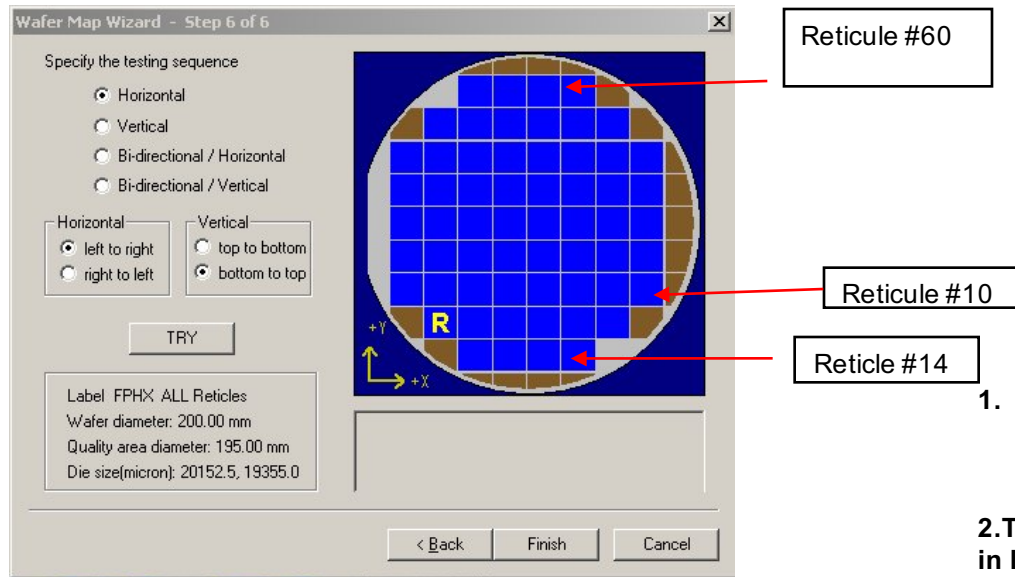 Wafer Map Wizard - Step 6 of 6
Specify the testing sequence
Horizontal
Vertical
Bi-directional / Horizontal
Bi-directional / Vertical
Horizontal
left to right
right to left
Vertical
top to bottom
bottom to top
TRY
Label FPHX ALL Reticles
Wafer diameter: 200.00 mm
Quality area diameter: 195.00 mm
Die size(micron): 20152.5, 19355.0
R
+Y
+X
< Back
Finish
Cancel
Reticule #60
Reticule #10
Reticle #14
1.
2.T
in